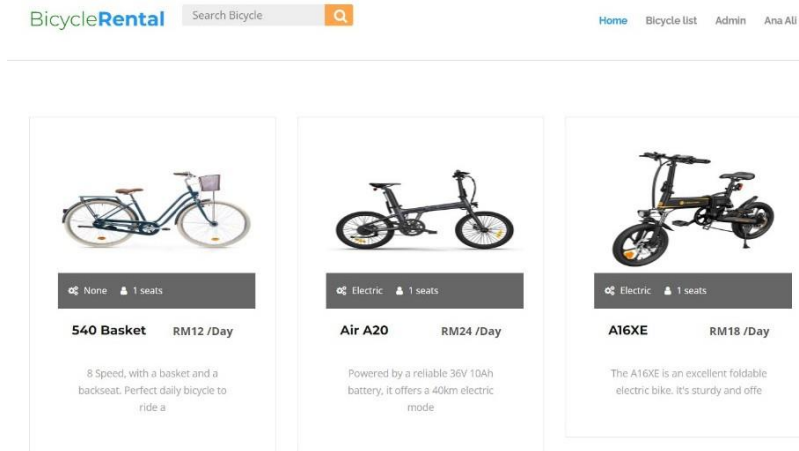 BicycleRental
Search Bicycle
Home Bicycle list Admin Ana Ali
None 1 seats
540 Basket RM12 /Day
8 Speed, with a basket and a
backseat. Perfect daily bicycle to
ride a
Electric 1 seats
Air A20 RM24 /Day
Powered by a reliable 36V 10Ah
battery, it offers a 40km electric
mode
Electric 1 seats
A16XE RM18 /Day
The A16XE is an excellent foldable
electric bike. It's sturdy and offe